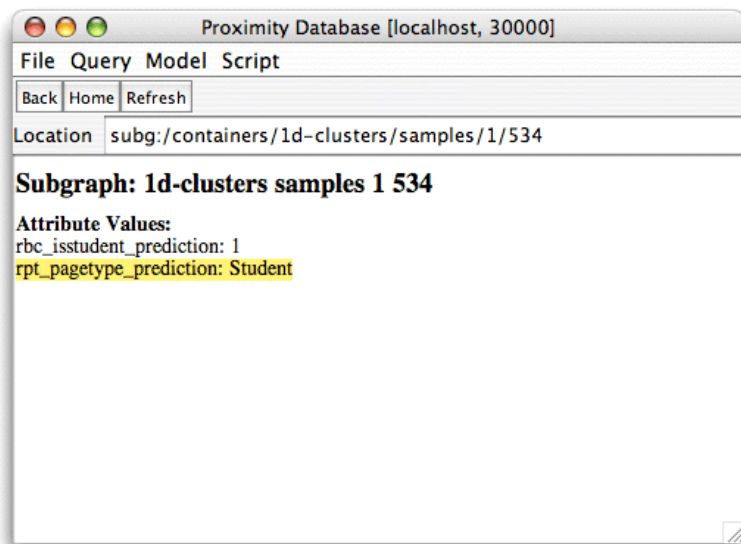 Proximity Database [localhost, 30000]
File Query Model Script
Back Home Refresh
Location subg:/containers/1d-clusters/samples/1/534
Subgraph: 1d-clusters samples 1 534
Attribute Values:
rbc_isstudent_prediction: 1
rpt_pagetype_prediction: Student